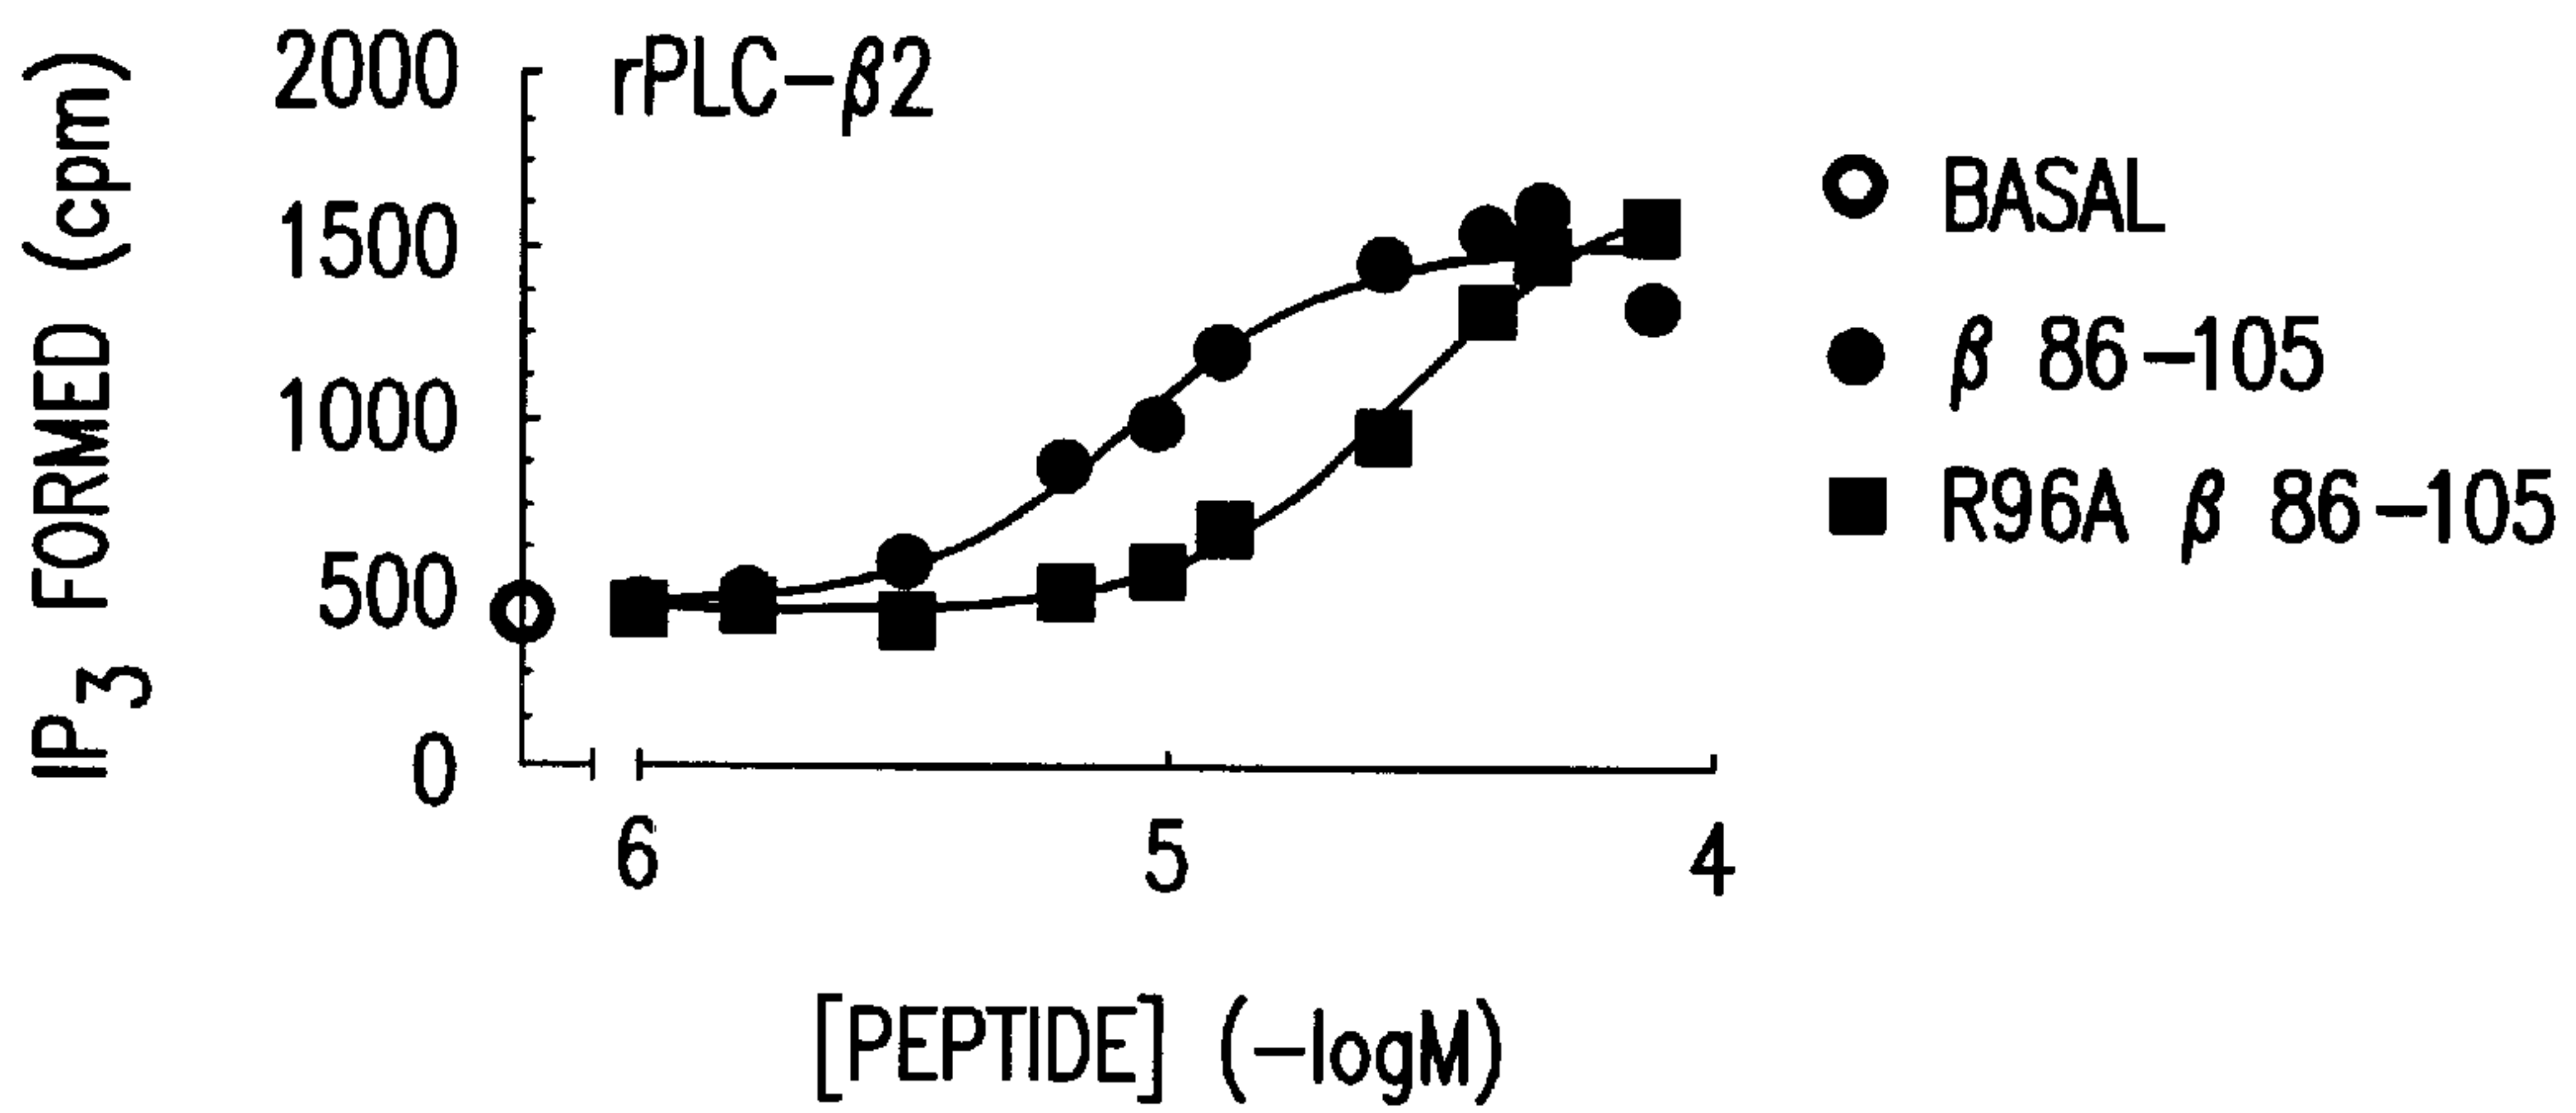 IP3 FORMED (cpm)
2000
1500
1000
500
0
rPLC-β2
BASAL
β 86-105
R96A β 86-105
6 5 4
[PEPTIDE] (-logM)